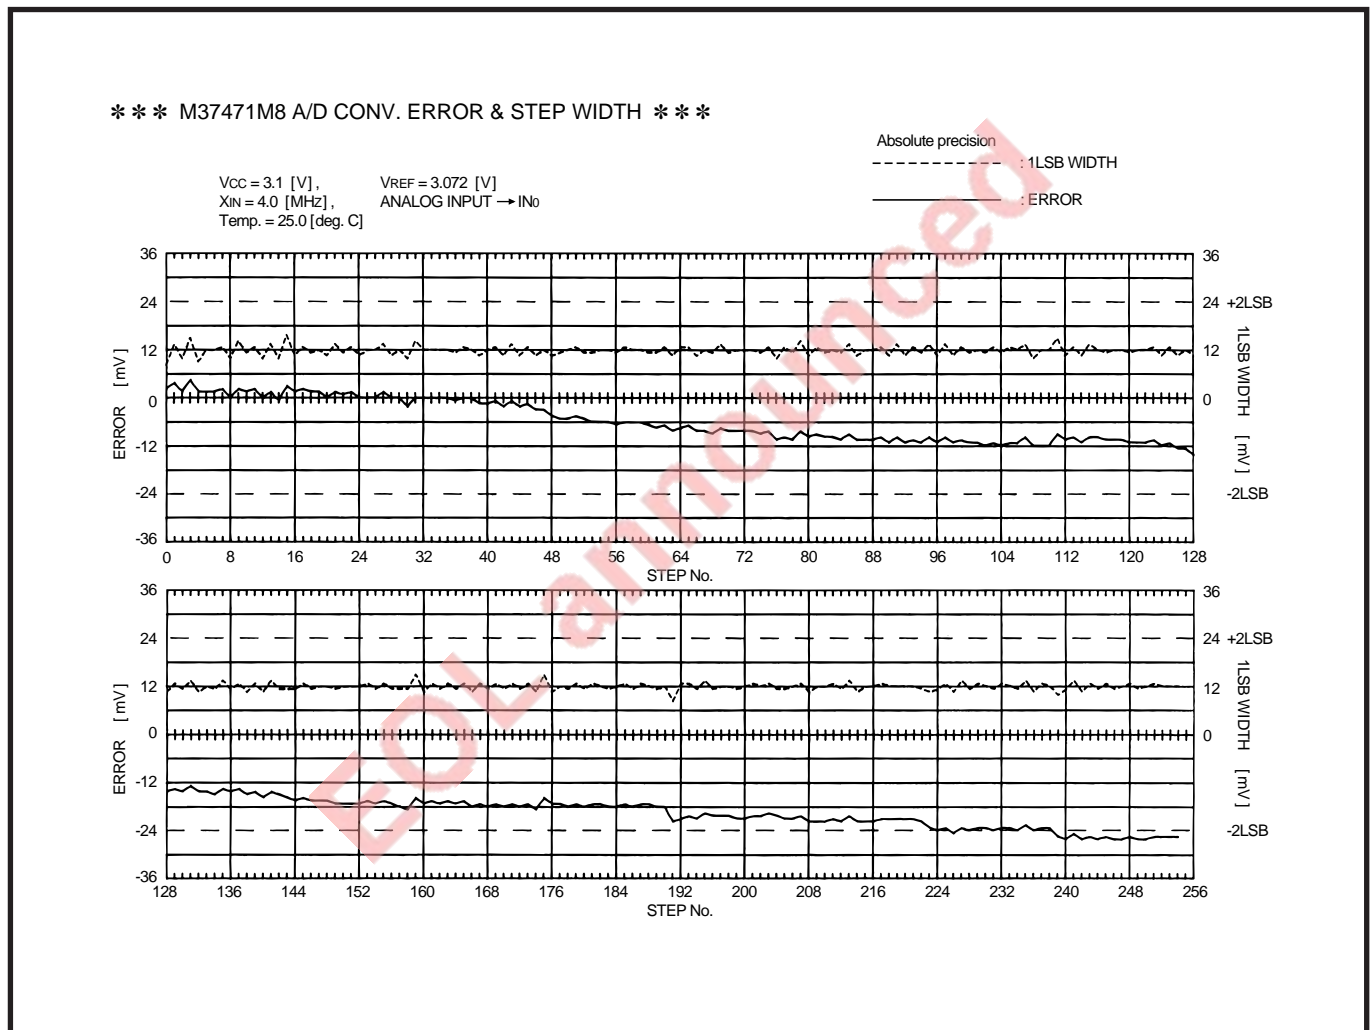 *** M37471M8 A/D CONV. ERROR & STEP WIDTH ***
Absolute precision
: 1LSB WIDTH
: ERROR
VCC = 3.1 [V] , VREF = 3.072 [V]
XIN = 4.0 [MHz] , ANALOG INPUT → IN0
Temp. = 25.0 [deg. C]
36 36
24 24 +2LSB
12 12
0 0
-12
-24 -2LSB
-36
ERROR [mV]
1LSB WIDTH [mV]
0 8 16 24 32 40 48 56 64 72 80 88 96 104 112 120 128
STEP No.
36 36
24 24 +2LSB
12 12
0 0
-12
-24 -2LSB
-36
ERROR [mV]
1LSB WIDTH [mV]
128 136 144 152 160 168 176 184 192 200 208 216 224 232 240 248 256
STEP No.
EOL announced